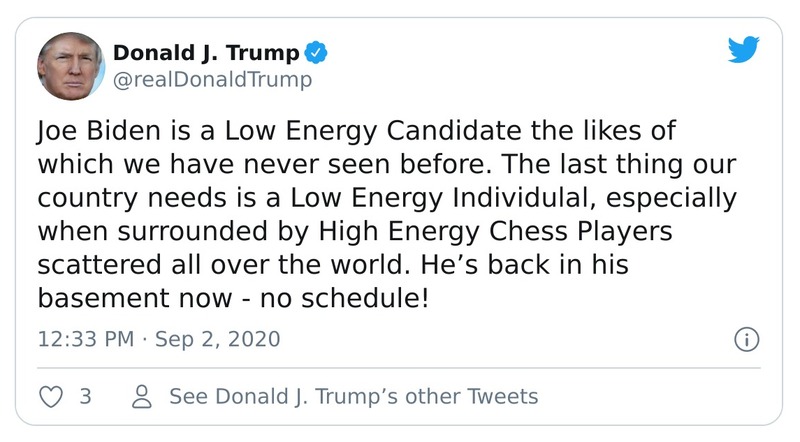 Donald J. Trump
@realDonaldTrump
Joe Biden is a Low Energy Candidate the likes of
which we have never seen before. The last thing our
country needs is a Low Energy Individulal, especially
when surrounded by High Energy Chess Players
scattered all over the world. He’s back in his
basement now - no schedule!
12:33 PM · Sep 2, 2020
3 See Donald J. Trump’s other Tweets